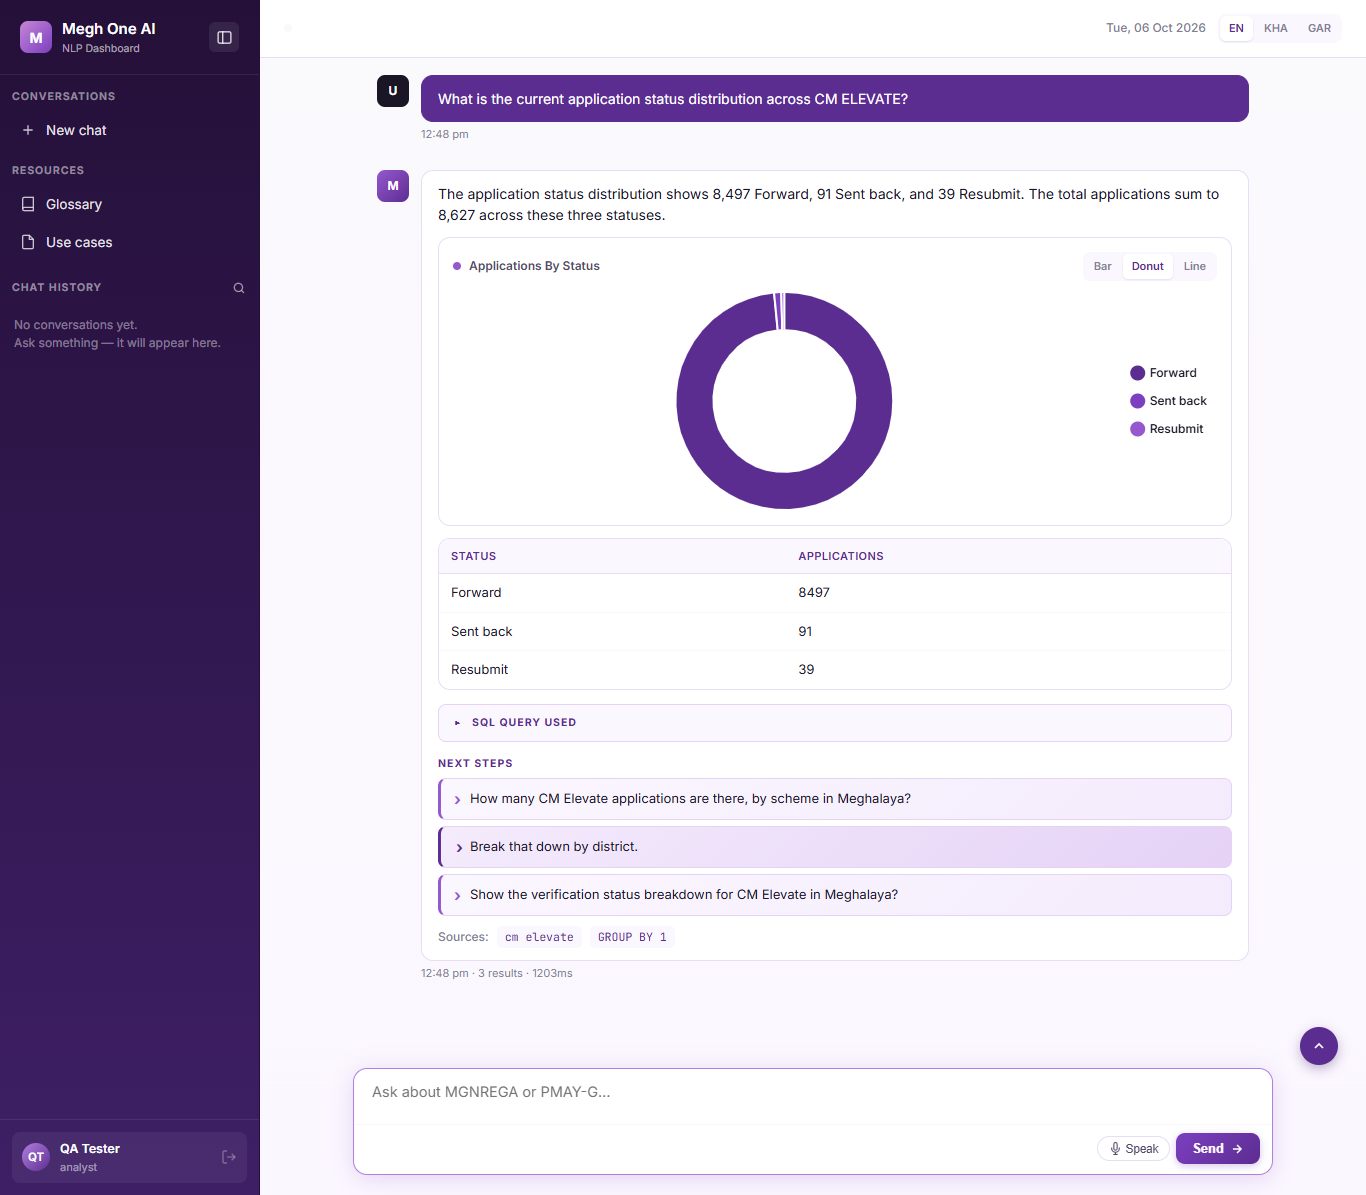 M
Megh One AI
NLP Dashboard
CONVERSATIONS
+ New chat
RESOURCES
Glossary
Use cases
CHAT HISTORY
No conversations yet.
Ask something — it will appear here.
QT
QA Tester
analyst
Tue, 06 Oct 2026
EN KHA GAR
U
What is the current application status distribution across CM ELEVATE?
12:48 pm
M
The application status distribution shows 8,497 Forward, 91 Sent back, and 39 Resubmit. The total applications sum to
8,627 across these three statuses.
Applications By Status
Bar Donut Line
Forward
Sent back
Resubmit
STATUS APPLICATIONS
Forward 8497
Sent back 91
Resubmit 39
SQL QUERY USED
NEXT STEPS
How many CM Elevate applications are there, by scheme in Meghalaya?
Break that down by district.
Show the verification status breakdown for CM Elevate in Meghalaya?
Sources: cm elevate GROUP BY 1
12:48 pm · 3 results · 1203ms
Ask about MGNREGA or PMAY-G...
Speak
Send →